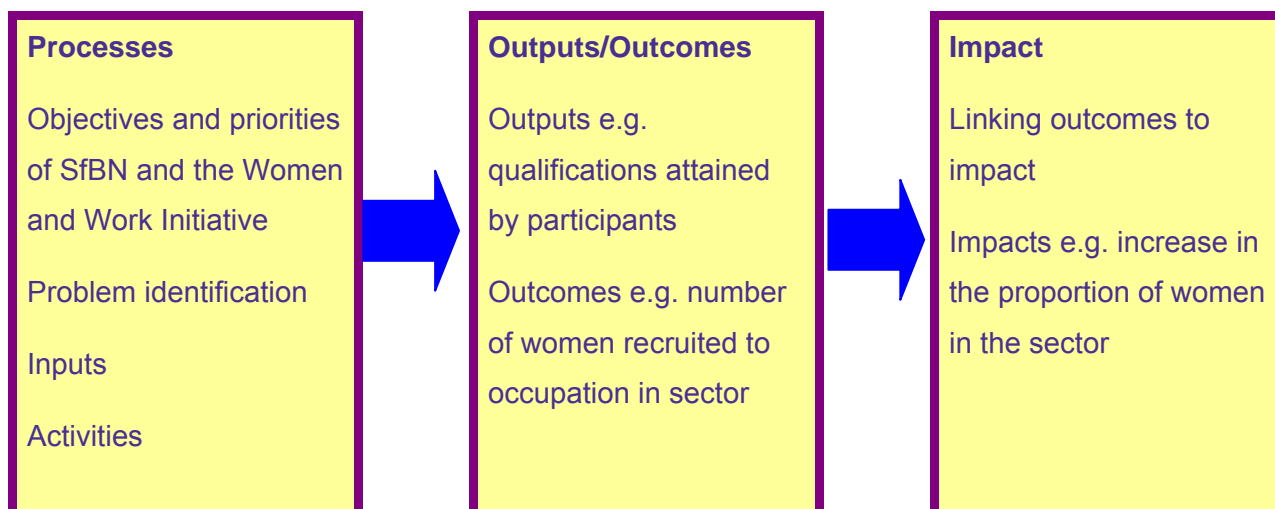 Processes
Objectives and priorities
of SfBN and the Women
and Work Initiative
Problem identification
Inputs
Activities
Outputs/Outcomes
Outputs e.g.
qualifications attained
by participants
Outcomes e.g. number
of women recruited to
occupation in sector
Impact
Linking outcomes to
impact
Impacts e.g. increase in
the proportion of women
in the sector